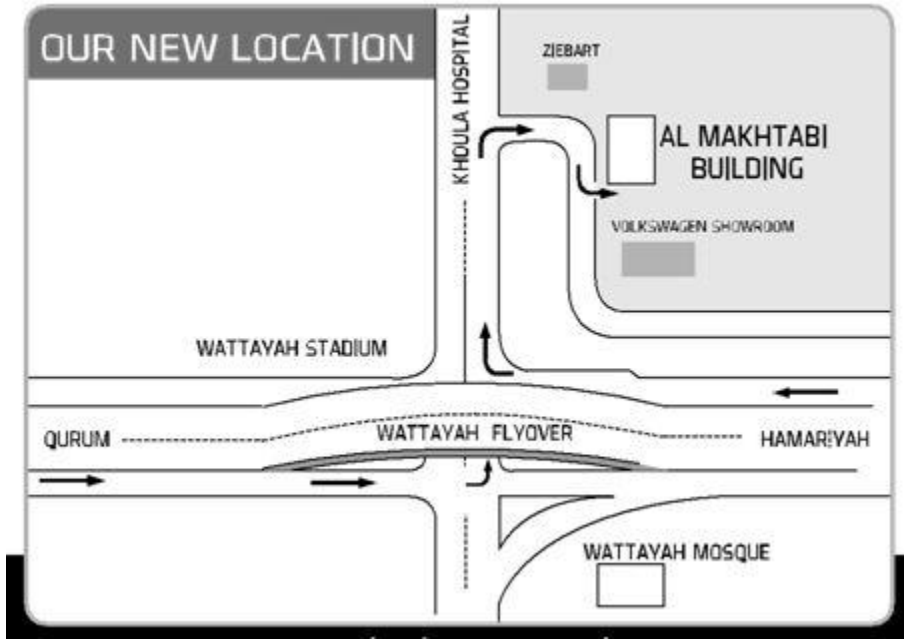 OUR NEW LOCATION
KHOULA HOSPITAL
ZIEBART
AL MAKHTABI
BUILDING
VOLKSWAGEN SHOWROOM
WATTAYAH STADIUM
QURUM
WATTAYAH FLYOVER
HAMARIYAH
WATTAYAH MOSQUE